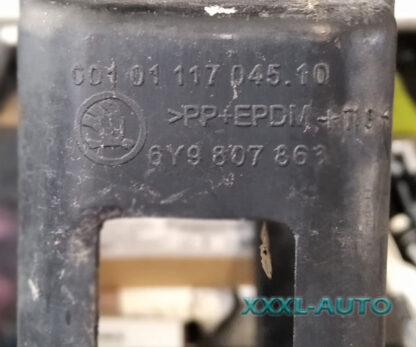 001 01 117 045.10
>PP+EPDM
6Y9 807 863
XXXL-AUTO